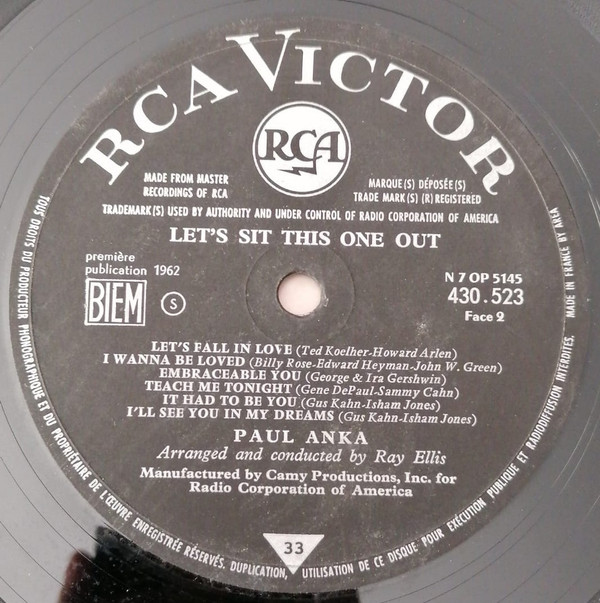 RCA VICTOR
RCA
MADE FROM MASTER
RECORDINGS OF RCA
MARQUE(S) DÉPOSÉE(S)
TRADE MARK(S) (R) REGISTERED
TRADEMARK(S) USED BY AUTHORITY AND UNDER CONTROL OF RADIO CORPORATION OF AMERICA
LET'S SIT THIS ONE OUT
première
publication 1962
BIEM
S
N 7 OP 5145
430.523
Face 2
LET'S FALL IN LOVE (Ted Koelher-Howard Arlen)
I WANNA BE LOVED (Billy Rose-Edward Heyman-John W. Green)
EMBRACEABLE YOU (George & Ira Gershwin)
TEACH ME TONIGHT (Gene DePaul-Sammy Cahn)
IT HAD TO BE YOU (Gus Kahn-Isham Jones)
I'LL SEE YOU IN MY DREAMS (Gus Kahn-Isham Jones)
PAUL ANKA
Arranged and conducted by Ray Ellis
Manufactured by Camy Productions, Inc. for
Radio Corporation of America
33
TOUS DROITS DU PRODUCTEUR PHONOGRAPHIQUE ET DU PROPRIÉTAIRE DE L'ŒUVRE ENREGISTRÉE RÉSERVÉS. DUPLICATION, UTILISATION DE CE DISQUE POUR EXÉCUTION PUBLIQUE ET RADIODIFFUSION INTERDITES. MADE IN FRANCE BY AREA